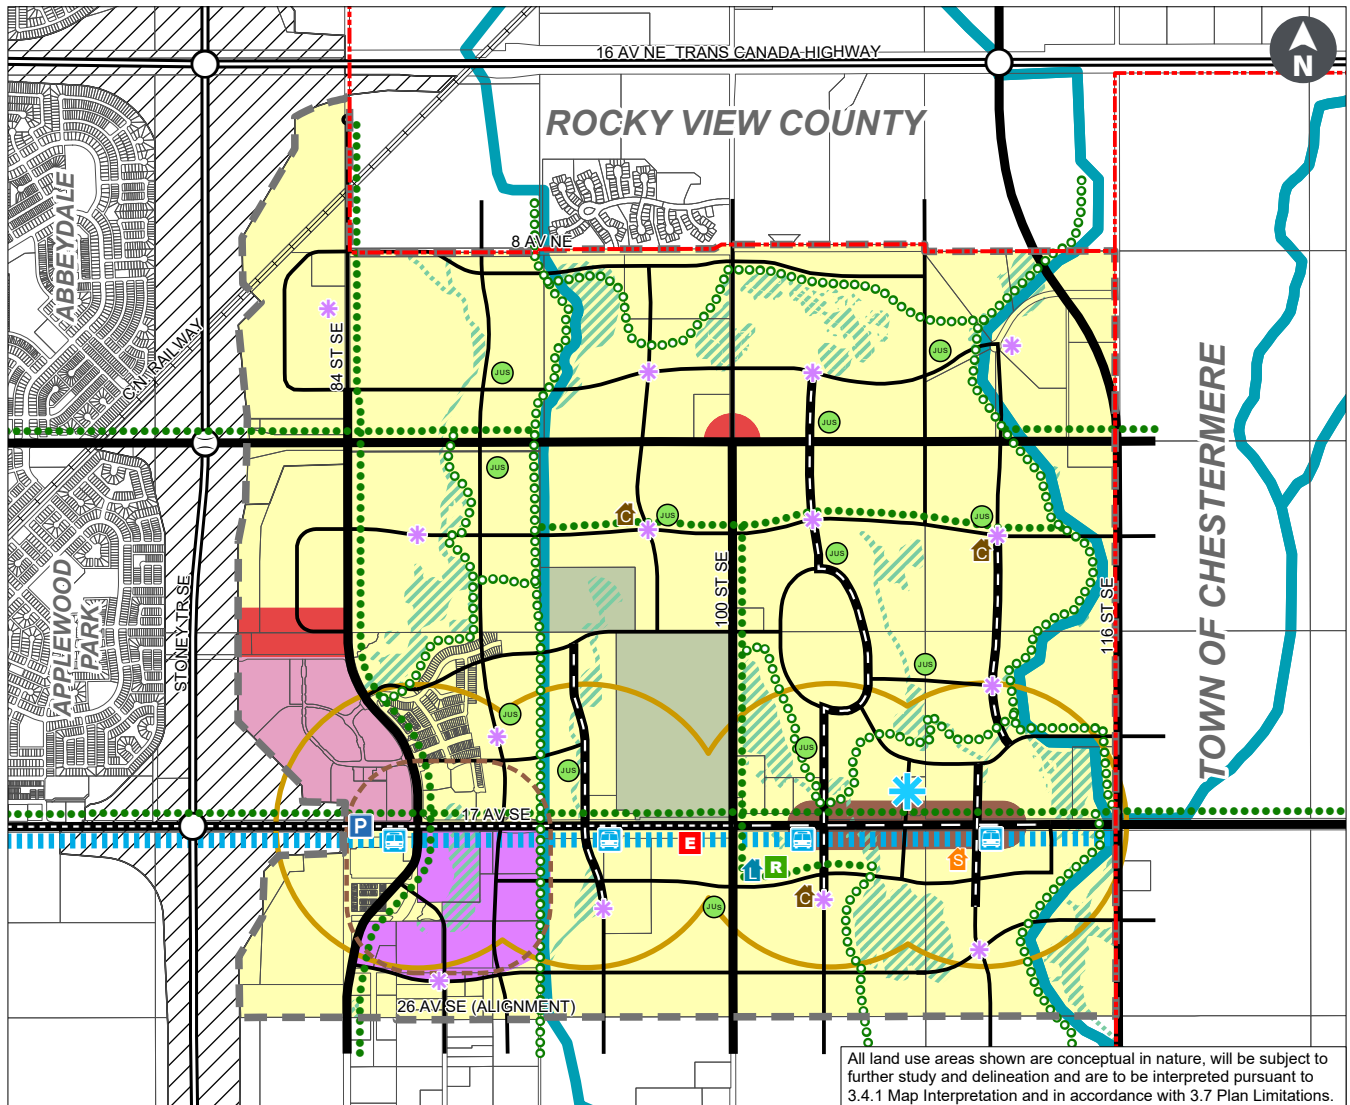 16 AV NE TRANS CANADA HIGHWAY
N
ROCKY VIEW COUNTY
ABBEYDALE
8 AV NE
84 ST SE
CN RAILWAY
JUS
JUS
JUS
JUS
TOWN OF CHESTERMERE
C
JUS
JUS
JUS
C
APPLEWOOD
PARK
STONEY TR SE
100 ST SE
116 ST SE
JUS
JUS
JUS
JUS
17 AV SE
P
E
S
L
R
C
JUS
26 AV SE (ALIGNMENT)
All land use areas shown are conceptual in nature, will be subject to
further study and delineation and are to be interpreted pursuant to
3.4.1 Map Interpretation and in accordance with 3.7 Plan Limitations.